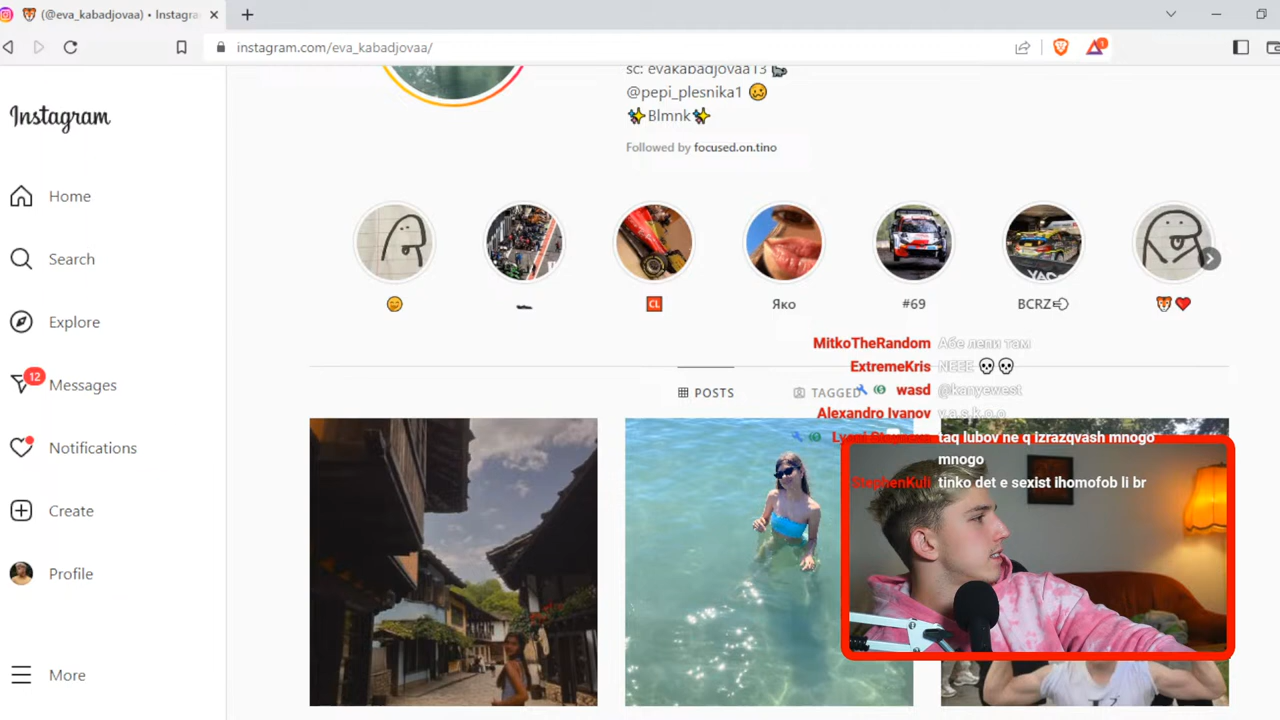 (@eva_kabadjovaa) • Instagra
instagram.com/eva_kabadjovaa/
1
Instagram
Home
Search
Explore
12
Messages
Notifications
Create
Profile
More
sc: evakabadjovaa13
@pepi_plesnika1
✨Blmnk✨
Followed by focused.on.tino
CL
Яко
#69
BCRZ
POSTS
TAGGED
MitkoTheRandom Абе лепи там
ExtremeKris NEEE 💀💀
wasd @kanyewest
Alexandro Ivanov v.a.s.k.o.o
taq lubov ne q izrazqvash mnogo
mnogo
StephenKuli tinko det e sexist ihomofob li br